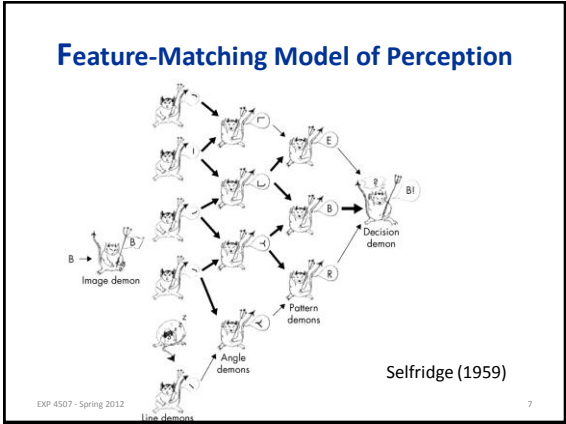 Feature-Matching Model of Perception
B
B
Image demon
Line demons
Angle
demons
E
B
R
Pattern
demons
B!
Decision
demon
Selfridge (1959)
EXP 4507 - Spring 2012
7